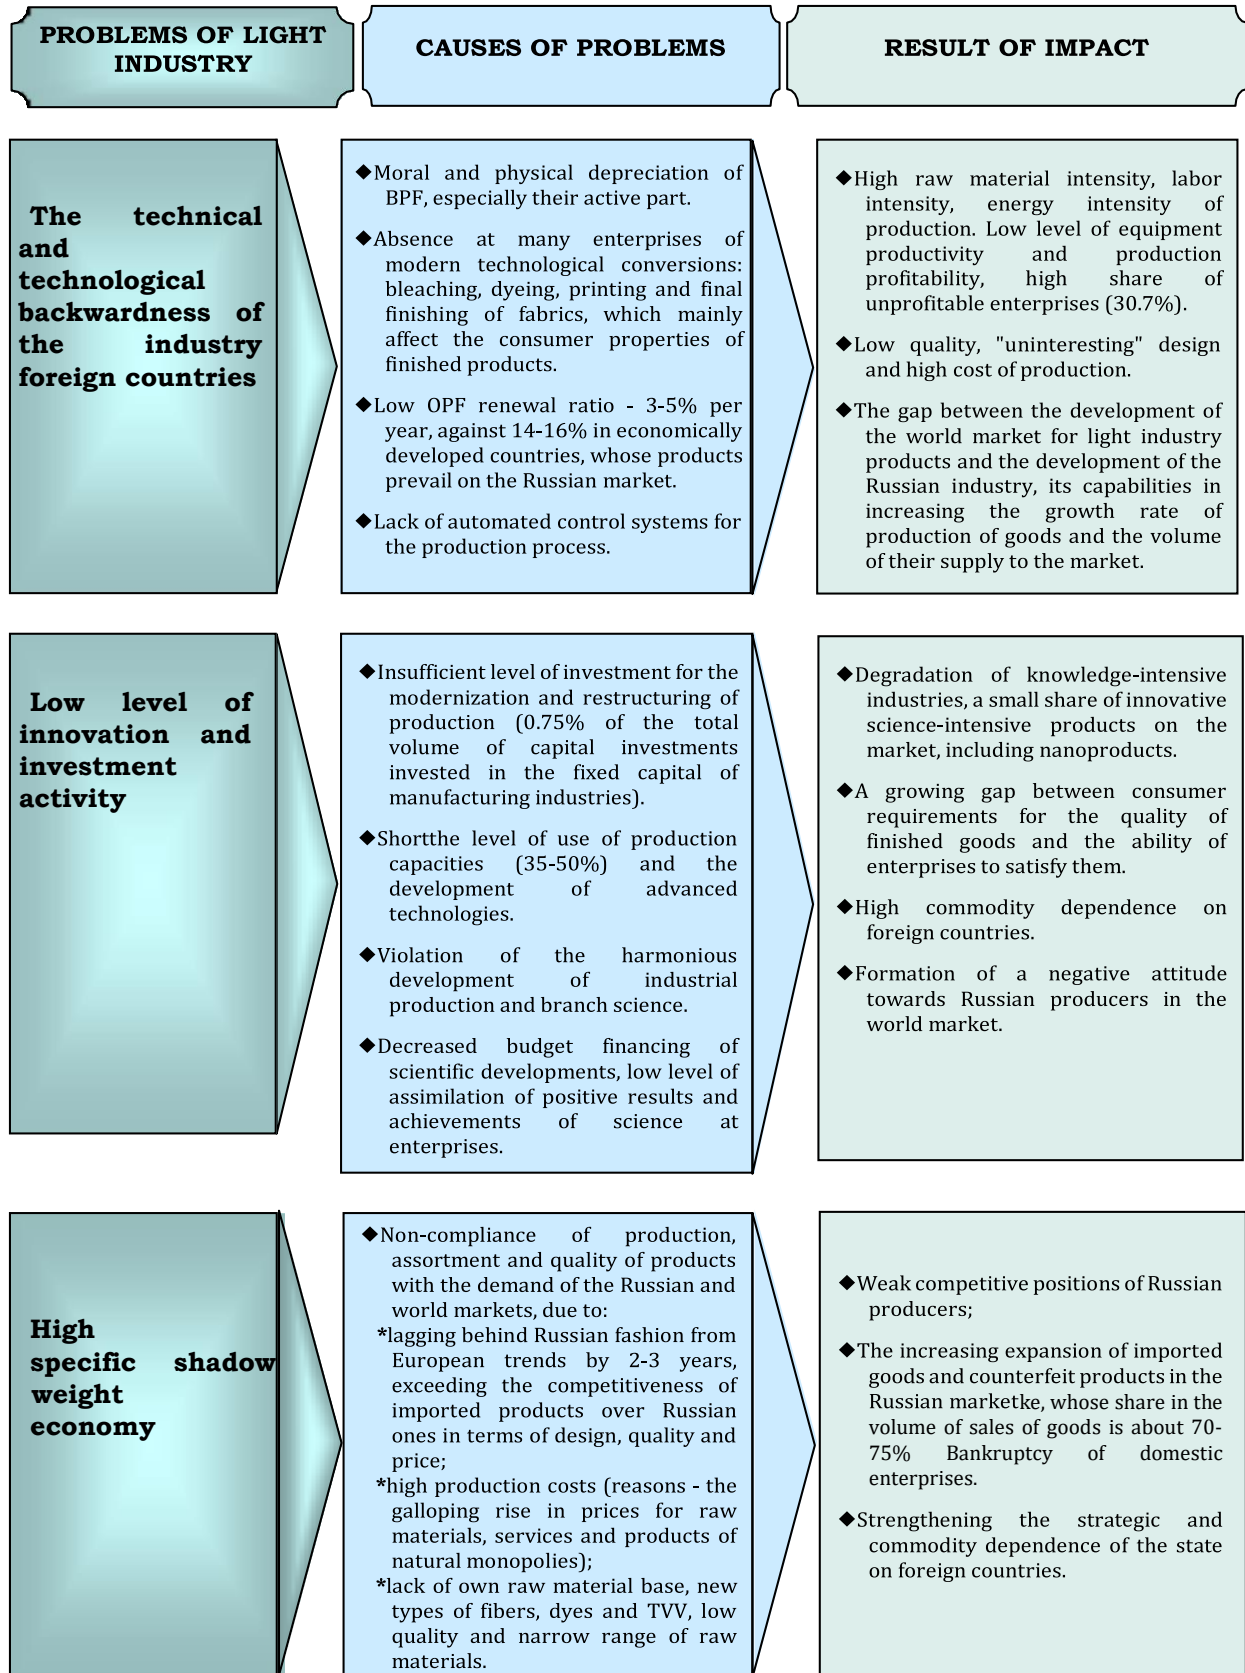 PROBLEMS OF LIGHT
INDUSTRY
CAUSES OF PROBLEMS
RESULT OF IMPACT
The technical
and
technological
backwardness of
the industry
foreign countries
◆Moral and physical depreciation of
BPF, especially their active part.
◆Absence at many enterprises of
modern technological conversions:
bleaching, dyeing, printing and final
finishing of fabrics, which mainly
affect the consumer properties of
finished products.
◆Low OPF renewal ratio - 3-5% per
year, against 14-16% in economically
developed countries, whose products
prevail on the Russian market.
◆Lack of automated control systems for
the production process.
◆High raw material intensity, labor
intensity, energy intensity of
production. Low level of equipment
productivity and production
profitability, high share of
unprofitable enterprises (30.7%).
◆Low quality, "uninteresting" design
and high cost of production.
◆The gap between the development of
the world market for light industry
products and the development of the
Russian industry, its capabilities in
increasing the growth rate of
production of goods and the volume
of their supply to the market.
Low level of
innovation and
investment
activity
◆Insufficient level of investment for the
modernization and restructuring of
production (0.75% of the total
volume of capital investments
invested in the fixed capital of
manufacturing industries).
◆Shortthe level of use of production
capacities (35-50%) and the
development of advanced
technologies.
◆Violation of the harmonious
development of industrial
production and branch science.
◆Decreased budget financing of
scientific developments, low level of
assimilation of positive results and
achievements of science at
enterprises.
◆Degradation of knowledge-intensive
industries, a small share of innovative
science-intensive products on the
market, including nanoproducts.
◆A growing gap between consumer
requirements for the quality of
finished goods and the ability of
enterprises to satisfy them.
◆High commodity dependence on
foreign countries.
◆Formation of a negative attitude
towards Russian producers in the
world market.
High
specific shadow
weight
economy
◆Non-compliance of production,
assortment and quality of products
with the demand of the Russian and
world markets, due to:
*lagging behind Russian fashion from
European trends by 2-3 years,
exceeding the competitiveness of
imported products over Russian
ones in terms of design, quality and
price;
*high production costs (reasons - the
galloping rise in prices for raw
materials, services and products of
natural monopolies);
*lack of own raw material base, new
types of fibers, dyes and TVV, low
quality and narrow range of raw
materials.
◆Weak competitive positions of Russian
producers;
◆The increasing expansion of imported
goods and counterfeit products in the
Russian marketke, whose share in the
volume of sales of goods is about 70-
75% Bankruptcy of domestic
enterprises.
◆Strengthening the strategic and
commodity dependence of the state
on foreign countries.